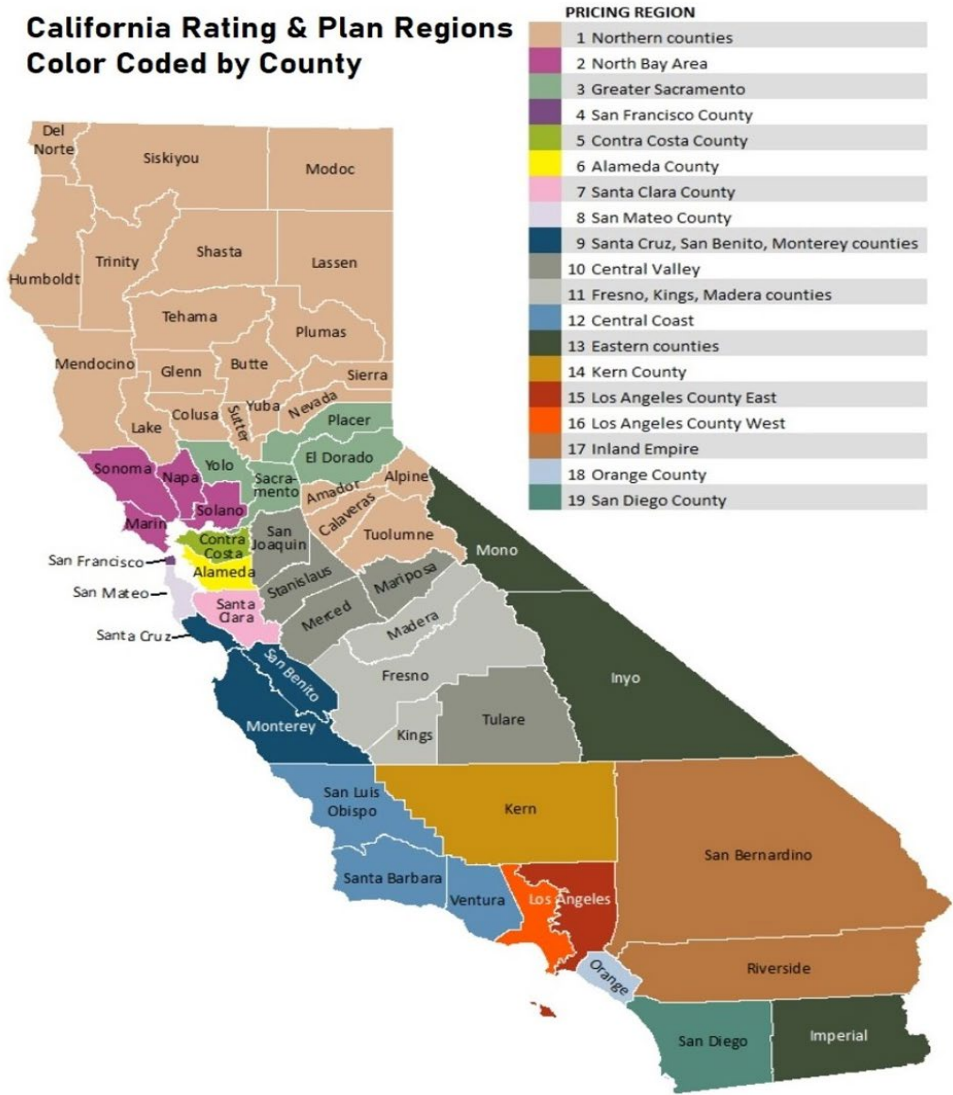 California Rating & Plan Regions
Color Coded by County
PRICING REGION
1 Northern counties
2 North Bay Area
3 Greater Sacramento
4 San Francisco County
5 Contra Costa County
6 Alameda County
7 Santa Clara County
8 San Mateo County
9 Santa Cruz, San Benito, Monterey counties
10 Central Valley
11 Fresno, Kings, Madera counties
12 Central Coast
13 Eastern counties
14 Kern County
15 Los Angeles County East
16 Los Angeles County West
17 Inland Empire
18 Orange County
19 San Diego County
Del
Norte
Siskiyou
Modoc
Humboldt
Trinity
Shasta
Lassen
Tehama
Plumas
Mendocino
Glenn
Butte
Sierra
Lake
Colusa
Sutter
Yuba
Nevada
Placer
Sonoma
Napa
Yolo
Sacra-
mento
El Dorado
Marin
Solano
Amador
Alpine
Calaveras
Tuolumne
San Francisco
Contra
Costa
San
Joaquin
Mono
Alameda
Stanislaus
Mariposa
San Mateo
Santa
Clara
Merced
Madera
Santa Cruz
San Benito
Fresno
Inyo
Monterey
Kings
Tulare
San Luis
Obispo
Kern
San Bernardino
Santa Barbara
Ventura
Los Angeles
Orange
Riverside
San Diego
Imperial